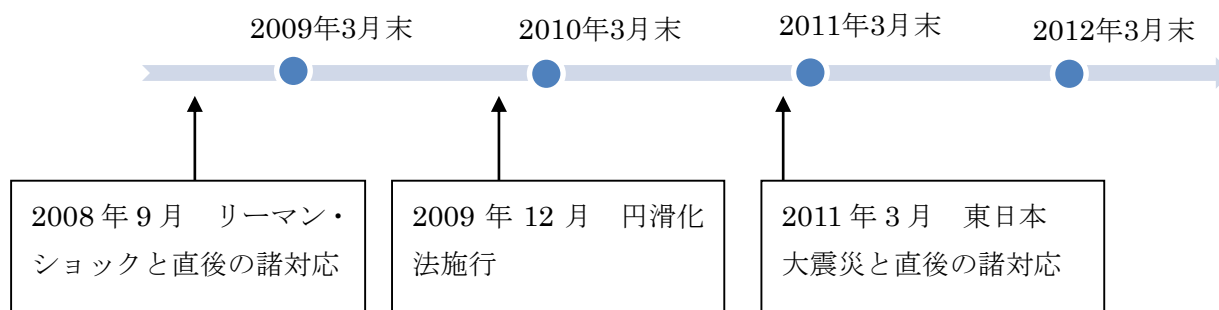 2009年3月末
2010年3月末
2011年3月末
2012年3月末
2008 年 9 月　リーマン・
ショックと直後の諸対応
2009 年 12 月　円滑化
法施行
2011 年 3 月　東日本
大震災と直後の諸対応